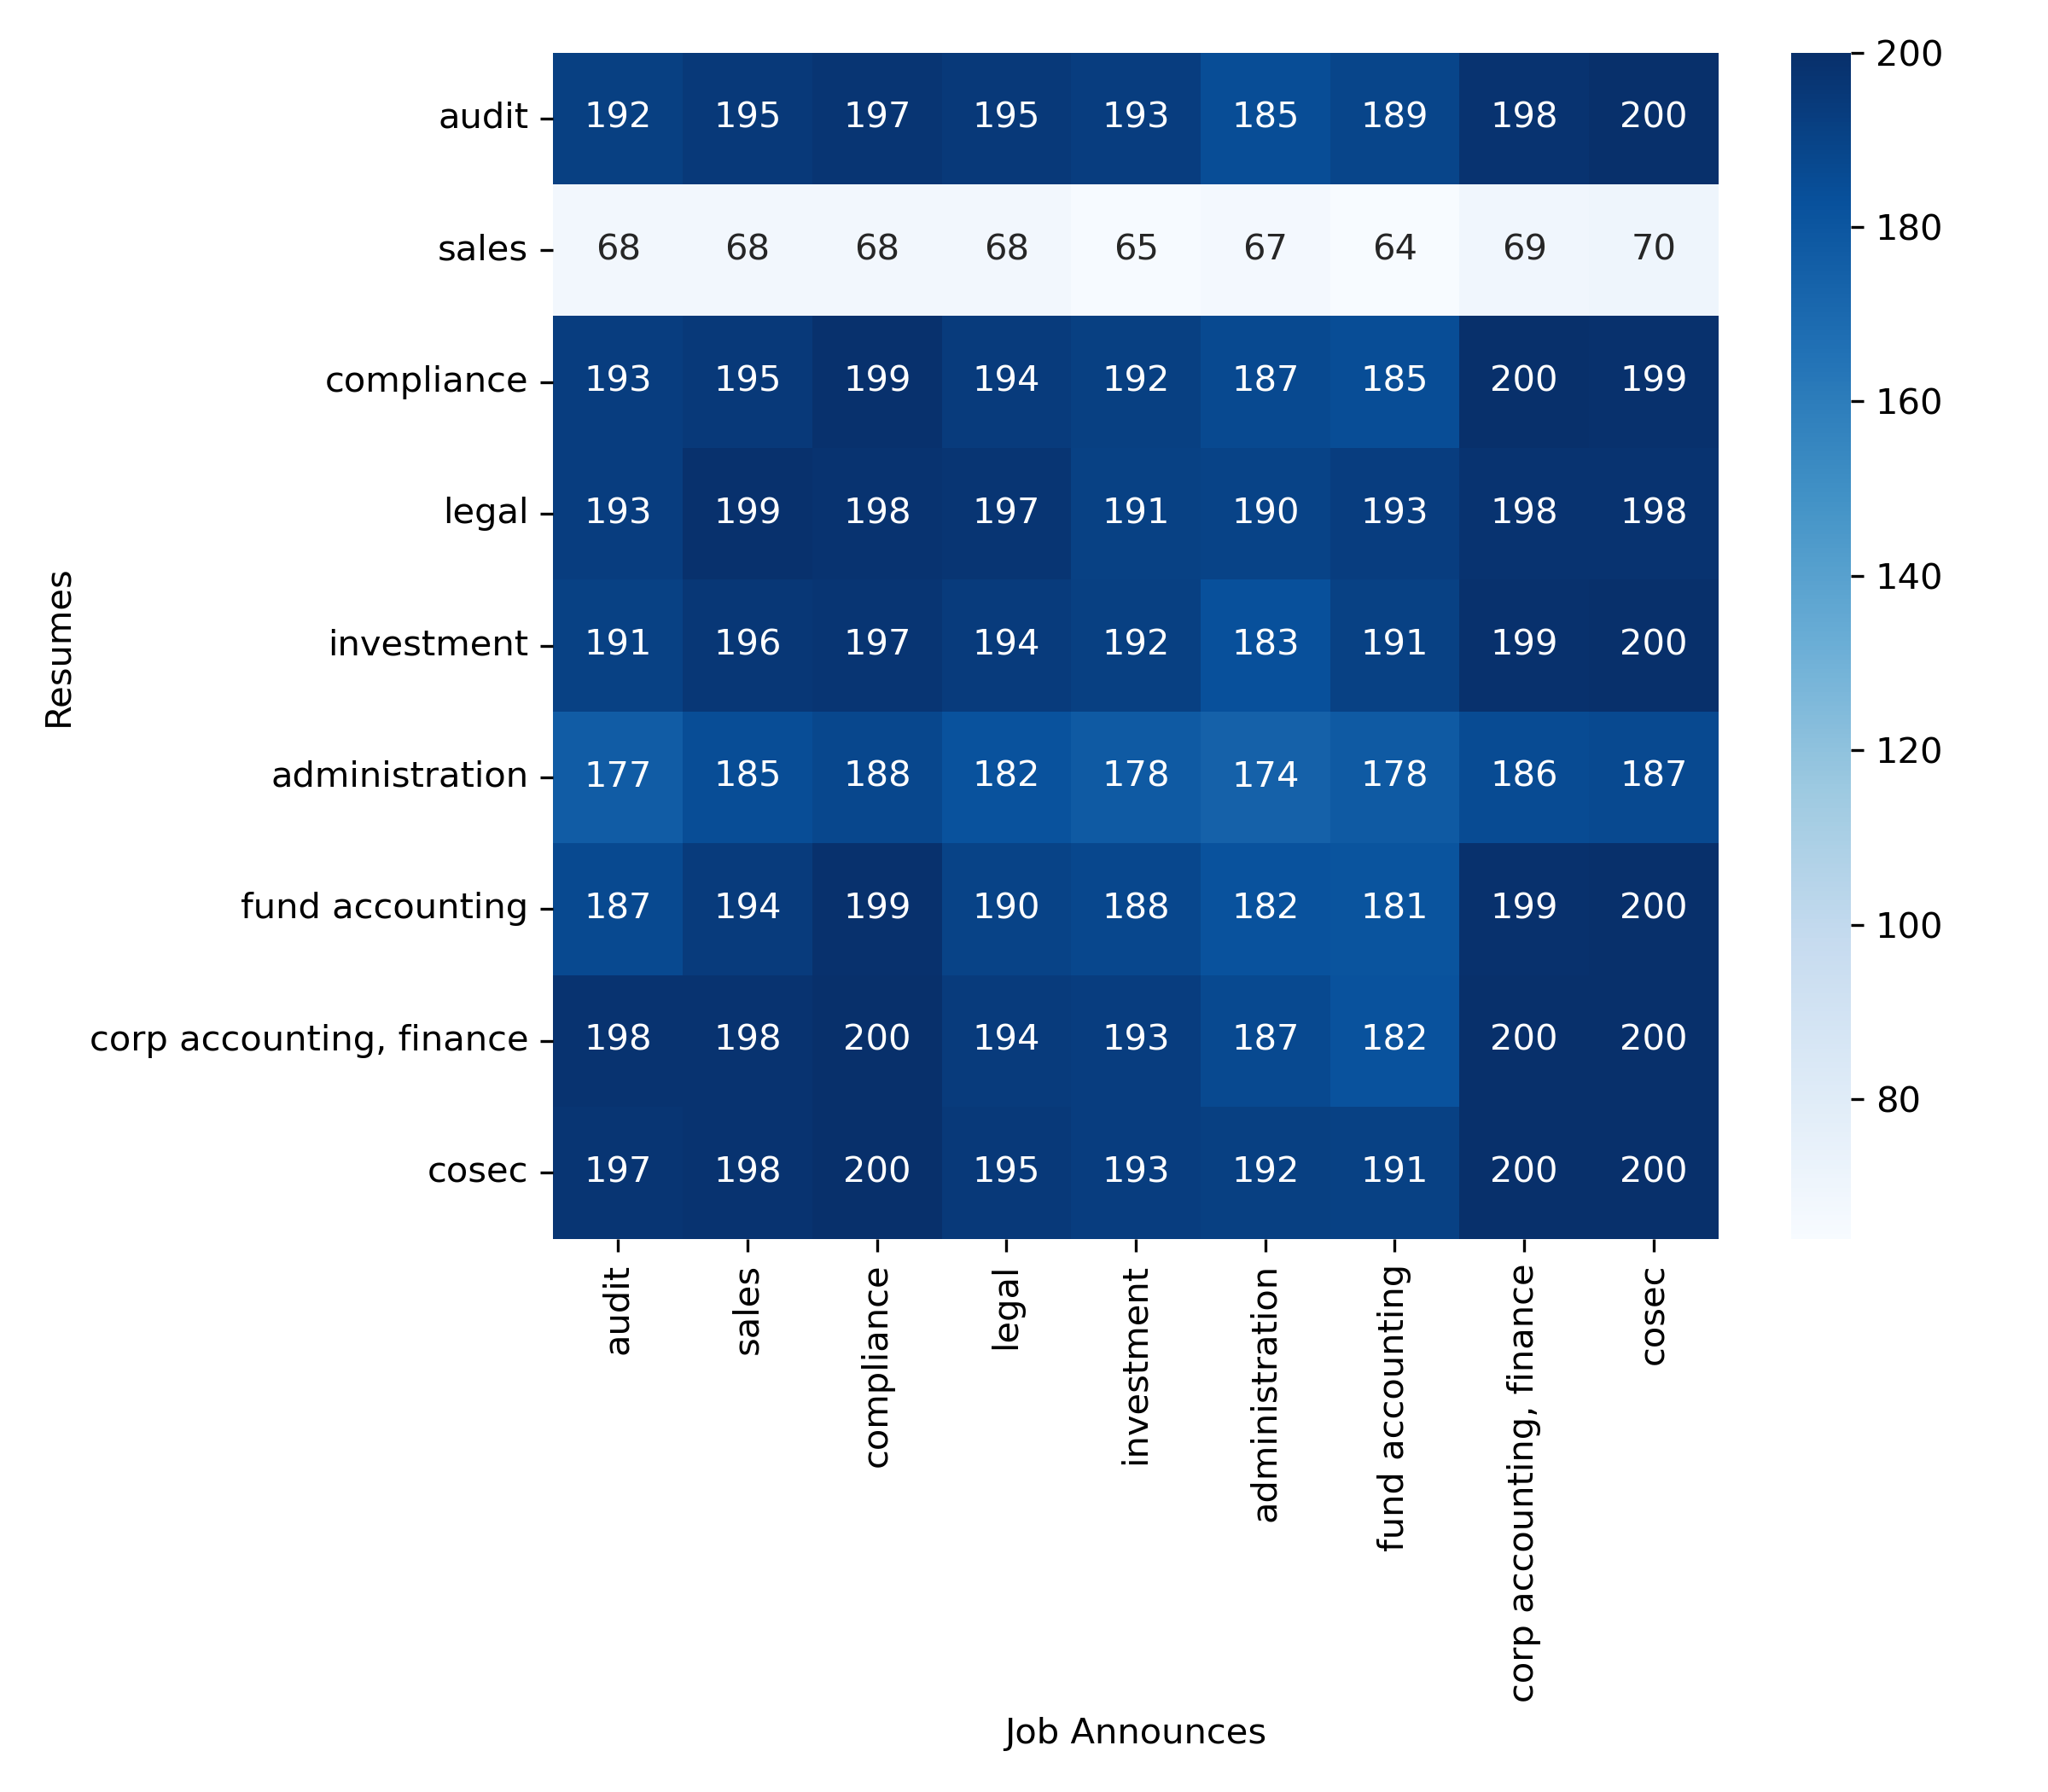 200
audit 192 195 197 195 193 185 189 198 200
180
sales 68 68 68 68 65 67 64 69 70
compliance 193 195 199 194 192 187 185 200 199
160
legal 193 199 198 197 191 190 193 198 198
140
Resumes
investment 191 196 197 194 192 183 191 199 200
administration 177 185 188 182 178 174 178 186 187
120
fund accounting 187 194 199 190 188 182 181 199 200
100
corp accounting, finance 198 198 200 194 193 187 182 200 200
80
cosec 197 198 200 195 193 192 191 200 200
audit
sales
compliance
legal
investment
administration
fund accounting
corp accounting, finance
cosec
Job Announces